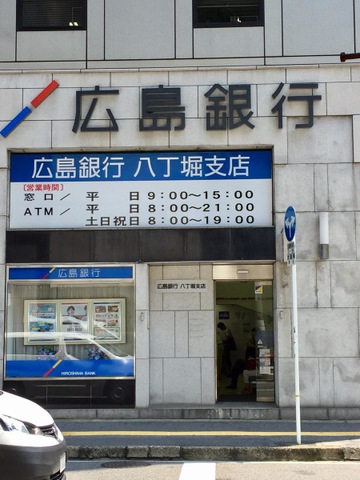 広島銀行
広島銀行 八丁堀支店
[営業時間]
窓口／平 日 9:00～15:00
ATM／平 日 8:00～21:00
土日祝日 8:00～19:00
広島銀行
広島銀行 八丁堀支店
HIROSHIMA BANK